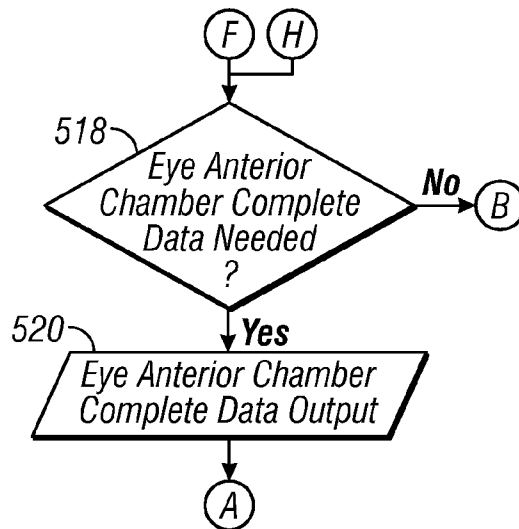 F H
518
Eye Anterior
Chamber Complete
Data Needed
?
No
B
Yes
520
Eye Anterior Chamber
Complete Data Output
A